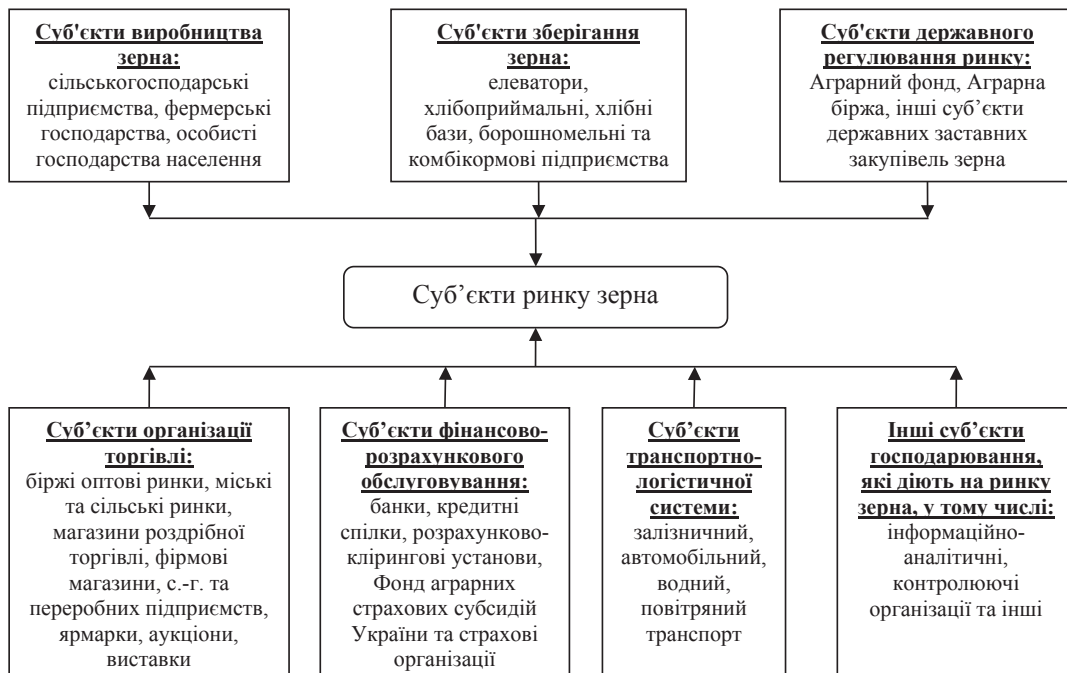 Суб'єкти виробництва
зерна:
сільськогосподарські
підприємства, фермерські
господарства, особисті
господарства населення
Суб'єкти зберігання
зерна:
елеватори,
хлібоприймальні, хлібні
бази, борошномельні та
комбікормові підприємства
Суб'єкти державного
регулювання ринку:
Аграрний фонд, Аграрна
біржа, інші суб’єкти
державних заставних
закупівель зерна
Суб’єкти ринку зерна
Суб’єкти організації
торгівлі:
біржі оптові ринки, міські
та сільські ринки,
магазини роздрібної
торгівлі, фірмові
магазини, с.-г. та
переробних підприємств,
ярмарки, аукціони,
виставки
Суб’єкти фінансово-
розрахункового
обслуговування:
банки, кредитні
спілки, розрахунково-
клірингові установи,
Фонд аграрних
страхових субсидій
України та страхові
організації
Суб’єкти
транспортно-
логістичної
системи:
залізничний,
автомобільний,
водний,
повітряний
транспорт
Інші суб’єкти
господарювання,
які діють на ринку
зерна, у тому числі:
інформаційно-
аналітичні,
контролюючі
організації та інші